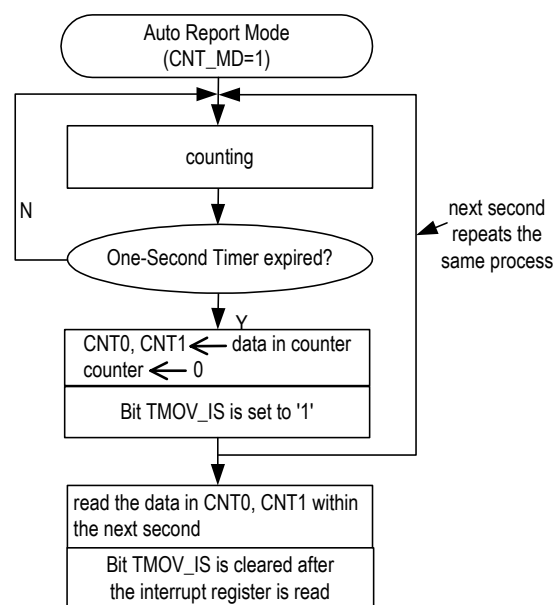 Auto Report Mode
(CNT_MD=1)
counting
N
next second
repeats the
same process
One-Second Timer expired?
Y
CNT0, CNT1 ← data in counter
counter ← 0
Bit TMOV_IS is set to '1'
read the data in CNT0, CNT1 within
the next second
Bit TMOV_IS is cleared after
the interrupt register is read